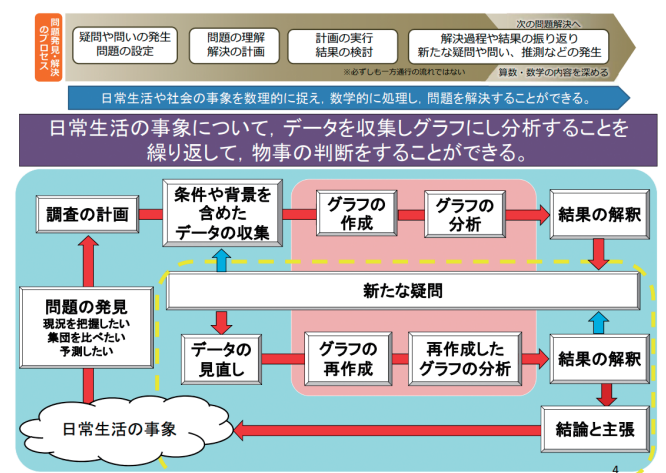 問題発見・解決
のプロセス
疑問や問いの発生
問題の設定
問題の理解
解決の計画
計画の実行
結果の検討
次の問題解決へ
解決過程や結果の振り返り
新たな疑問や問い、推測などの発生
※必ずしも一方通行の流れではない
算数・数学の内容を深める
日常生活や社会の事象を数理的に捉え，数学的に処理し，問題を解決することができる。
日常生活の事象について，データを収集しグラフにし分析することを
繰り返して，物事の判断をすることができる。
調査の計画
条件や背景を
含めた
データの収集
グラフの
作成
グラフの
分析
結果の解釈
新たな疑問
問題の発見
現況を把握したい
集団を比べたい
予測したい
データの
見直し
グラフの
再作成
再作成した
グラフの分析
結果の解釈
日常生活の事象
結論と主張
4